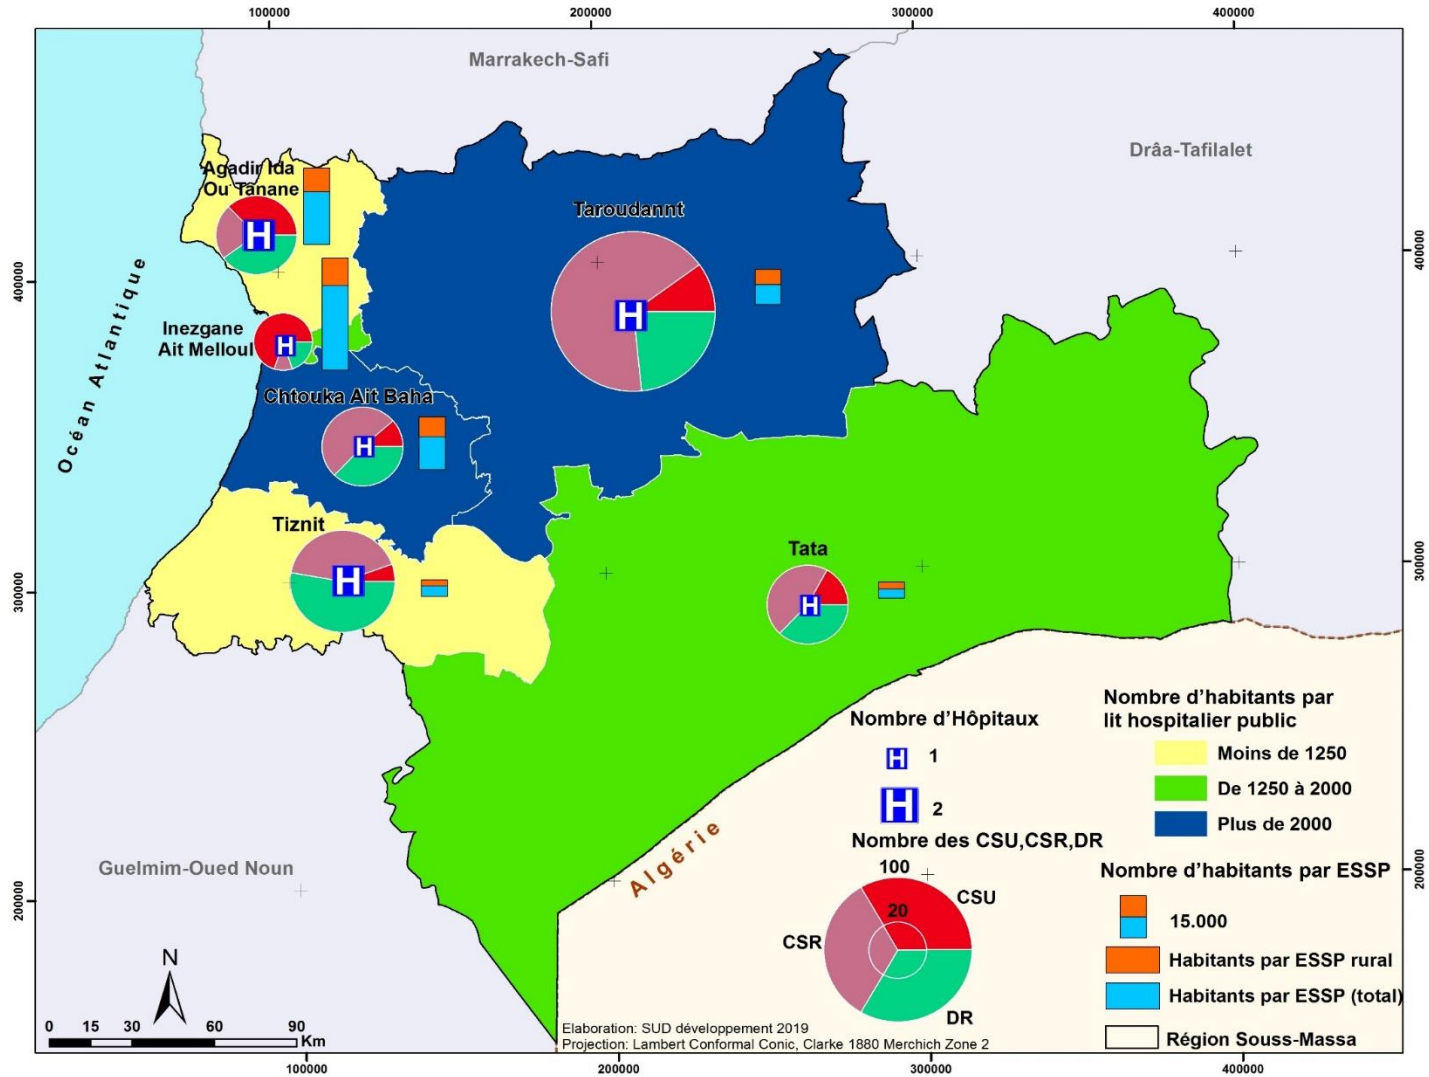 100000
200000
300000
400000
Marrakech-Safi
Drâa-Tafilalet
Agadir Ida
Ou Tanane
Taroudannt
400000
400000
Océan Atlantique
Inezgane
Ait Melloul
H
H
H
Chtouka Ait Baha
H
Tiznit
H
Tata
H
300000
300000
Nombre d'Hôpitaux
H 1
H 2
Nombre d'habitants par
lit hospitalier public
Moins de 1250
De 1250 à 2000
Plus de 2000
Algérie
Guelmim-Oued Noun
200000
200000
Nombre des CSU,CSR,DR
100
20
CSU
CSR
DR
Nombre d'habitants par ESSP
15.000
Habitants par ESSP rural
Habitants par ESSP (total)
Région Souss-Massa
N
0 15 30 60 90
Km
Elaboration: SUD développement 2019
Projection: Lambert Conformal Conic, Clarke 1880 Merchich Zone 2
100000
200000
300000
400000